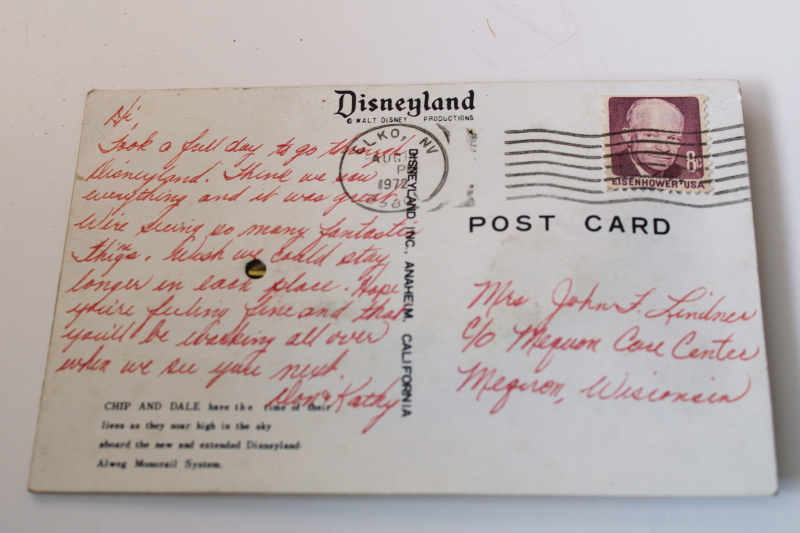 Disneyland
© WALT DISNEY PRODUCTIONS
Hi,
Took a full day to go through
Disneyland. Think we saw
everything and it was great.
We're seeing so many fantastic
thigs. Wish we could stay
longer in each place. Hope
you're feeling fine and that
you'll be walking all over
when we see you next.
Don & Kathy
CHIP AND DALE have the time of their
lives as they soar high in the sky
aboard the new and extended Disneyland-
Alweg Monorail System.
DISNEYLAND INC., ANAHEIM, CALIFORNIA
ELKO, NV
AUG
P
1972
8c
EISENHOWER·USA
POST CARD
Mrs John F. Lindner
c/o Mequon Care Center
Mequon, Wisconsin